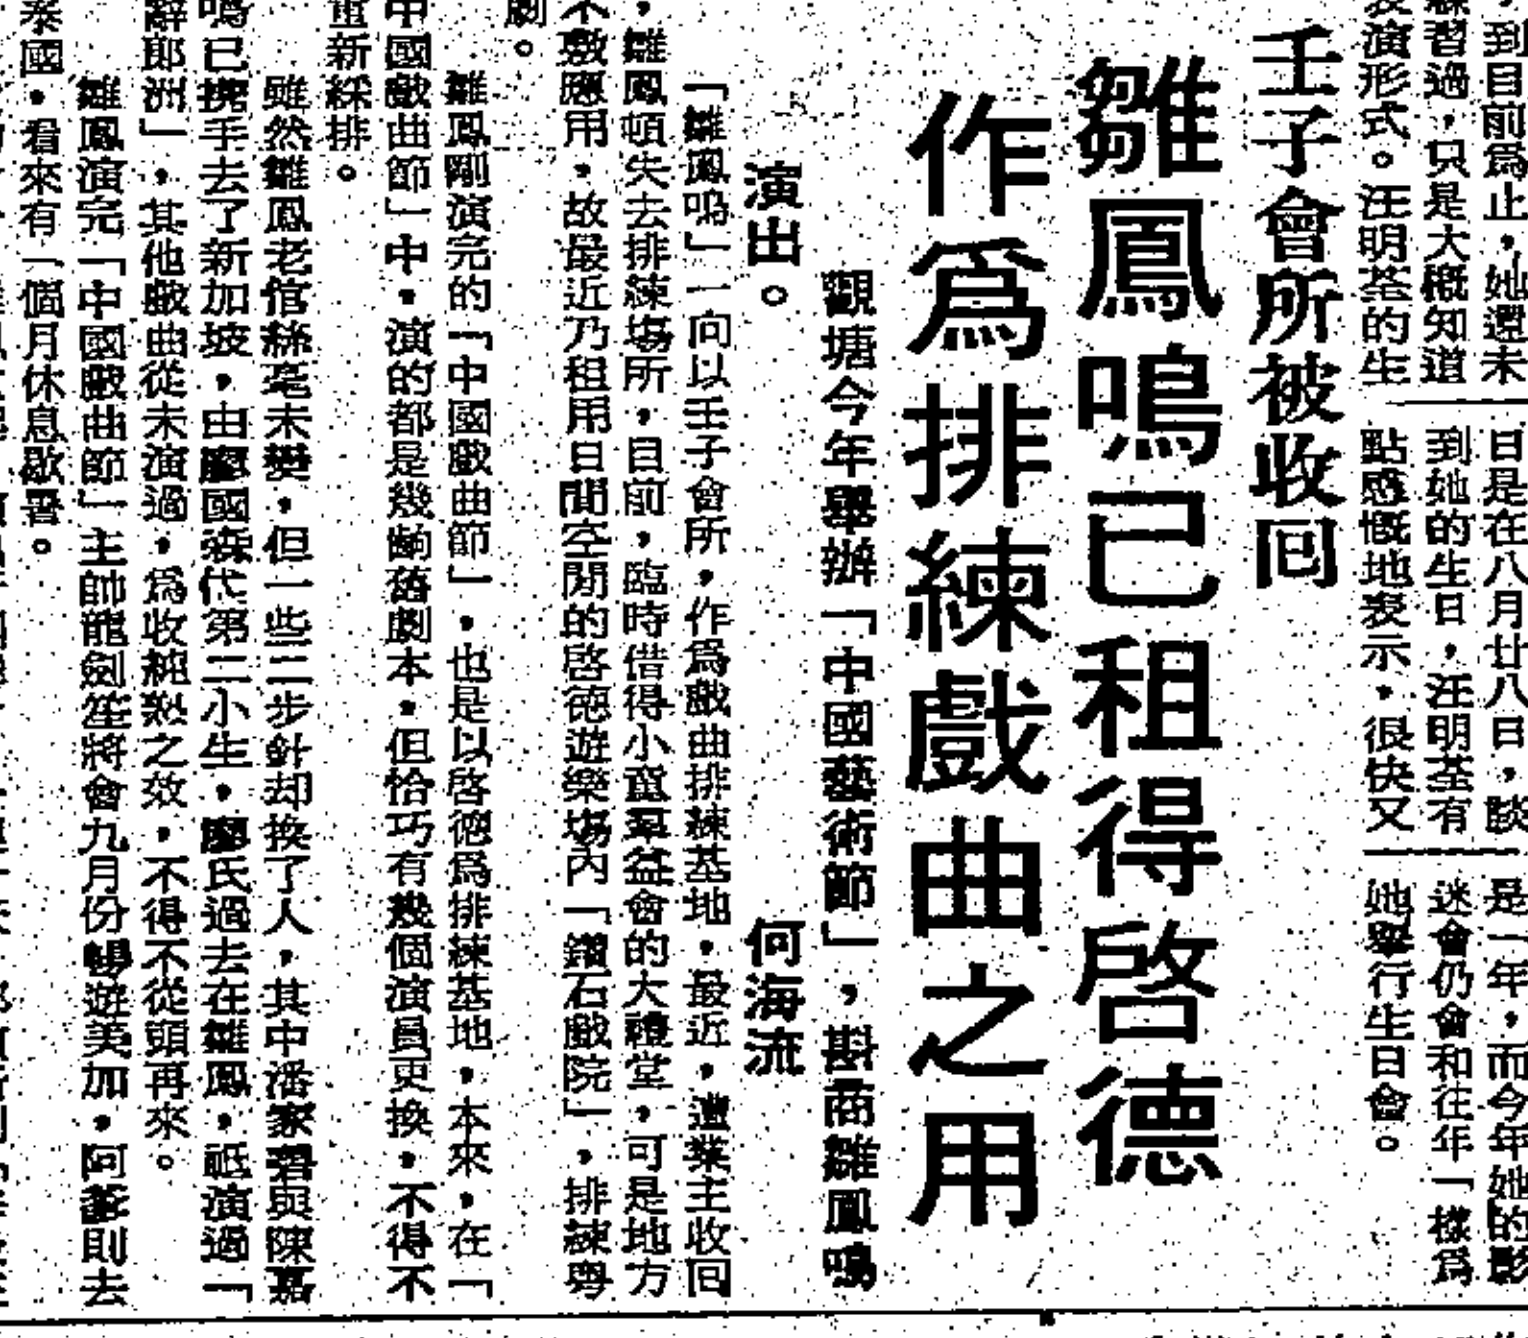 到目前爲止，她還未
練習過，只是大概知道
表演形式。汪明荃的生
日是在八月廿八日，談
到她的生日，汪明荃有
點感慨地表示，很快又
是一年，而今年她的影
迷會仍會和往年一樣爲
她舉行生日會。
壬子會所被收回
雛鳳鳴已租得啓德
作爲排練戲曲之用
觀塘今年舉辦「中國藝術節」，斟商雛鳳鳴
演出。
何海流
「雛鳳鳴」一向以壬子會所，作爲戲曲排練基地，最近，遭業主收回
，雛鳳頓失去排練場所，目前，臨時借得小童羣益會的大禮堂，可是地方
不敷應用，故最近乃租用日間空閒的啓德遊樂場內「鑽石戲院」，排練粵
劇。
雛鳳剛演完的「中國戲曲節」，也是以啓德爲排練基地，本來，在「
中國戲曲節」中，演的都是幾齣舊劇本，但恰巧有幾個演員更換，不得不
重新綵排。
雖然雛鳳老倌絲毫未變，但一些二步針却換了人，其中潘家碧與陳嘉
鳴已携手去了新加坡，由廖國森代第二小生，廖氏過去在雛鳳，祗演過「
辭郎洲」，其他戲曲從未演過，爲收純熟之效，不得不從頭再來。
雛鳳演完「中國戲曲節」主帥龍劍笙將會九月份暢遊美加，阿嗲則去
泰國，看來有一個月休息歇暑。